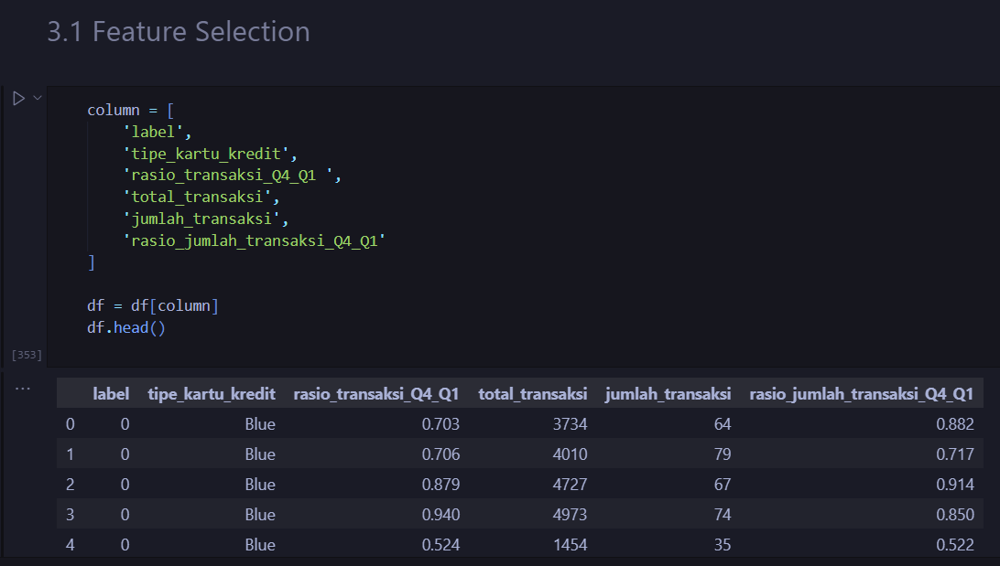 3.1 Feature Selection
column = [
'label',
'tipe_kartu_kredit',
'rasio_transaksi_Q4_Q1 ',
'total_transaksi',
'jumlah_transaksi',
'rasio_jumlah_transaksi_Q4_Q1'
]
df = df[column]
df.head()
[353]
...
label tipe_kartu_kredit rasio_transaksi_Q4_Q1 total_transaksi jumlah_transaksi rasio_jumlah_transaksi_Q4_Q1
0 0 Blue 0.703 3734 64 0.882
1 0 Blue 0.706 4010 79 0.717
2 0 Blue 0.879 4727 67 0.914
3 0 Blue 0.940 4973 74 0.850
4 0 Blue 0.524 1454 35 0.522